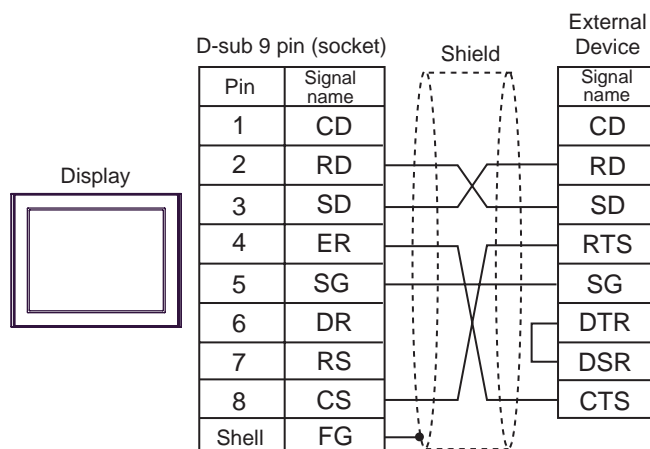 External
Device
D-sub 9 pin (socket)
Shield
Pin Signal name
Signal name
1 CD CD
2 RD RD
Display
3 SD SD
4 ER RTS
5 SG SG
6 DR DTR
7 RS DSR
8 CS CTS
Shell FG